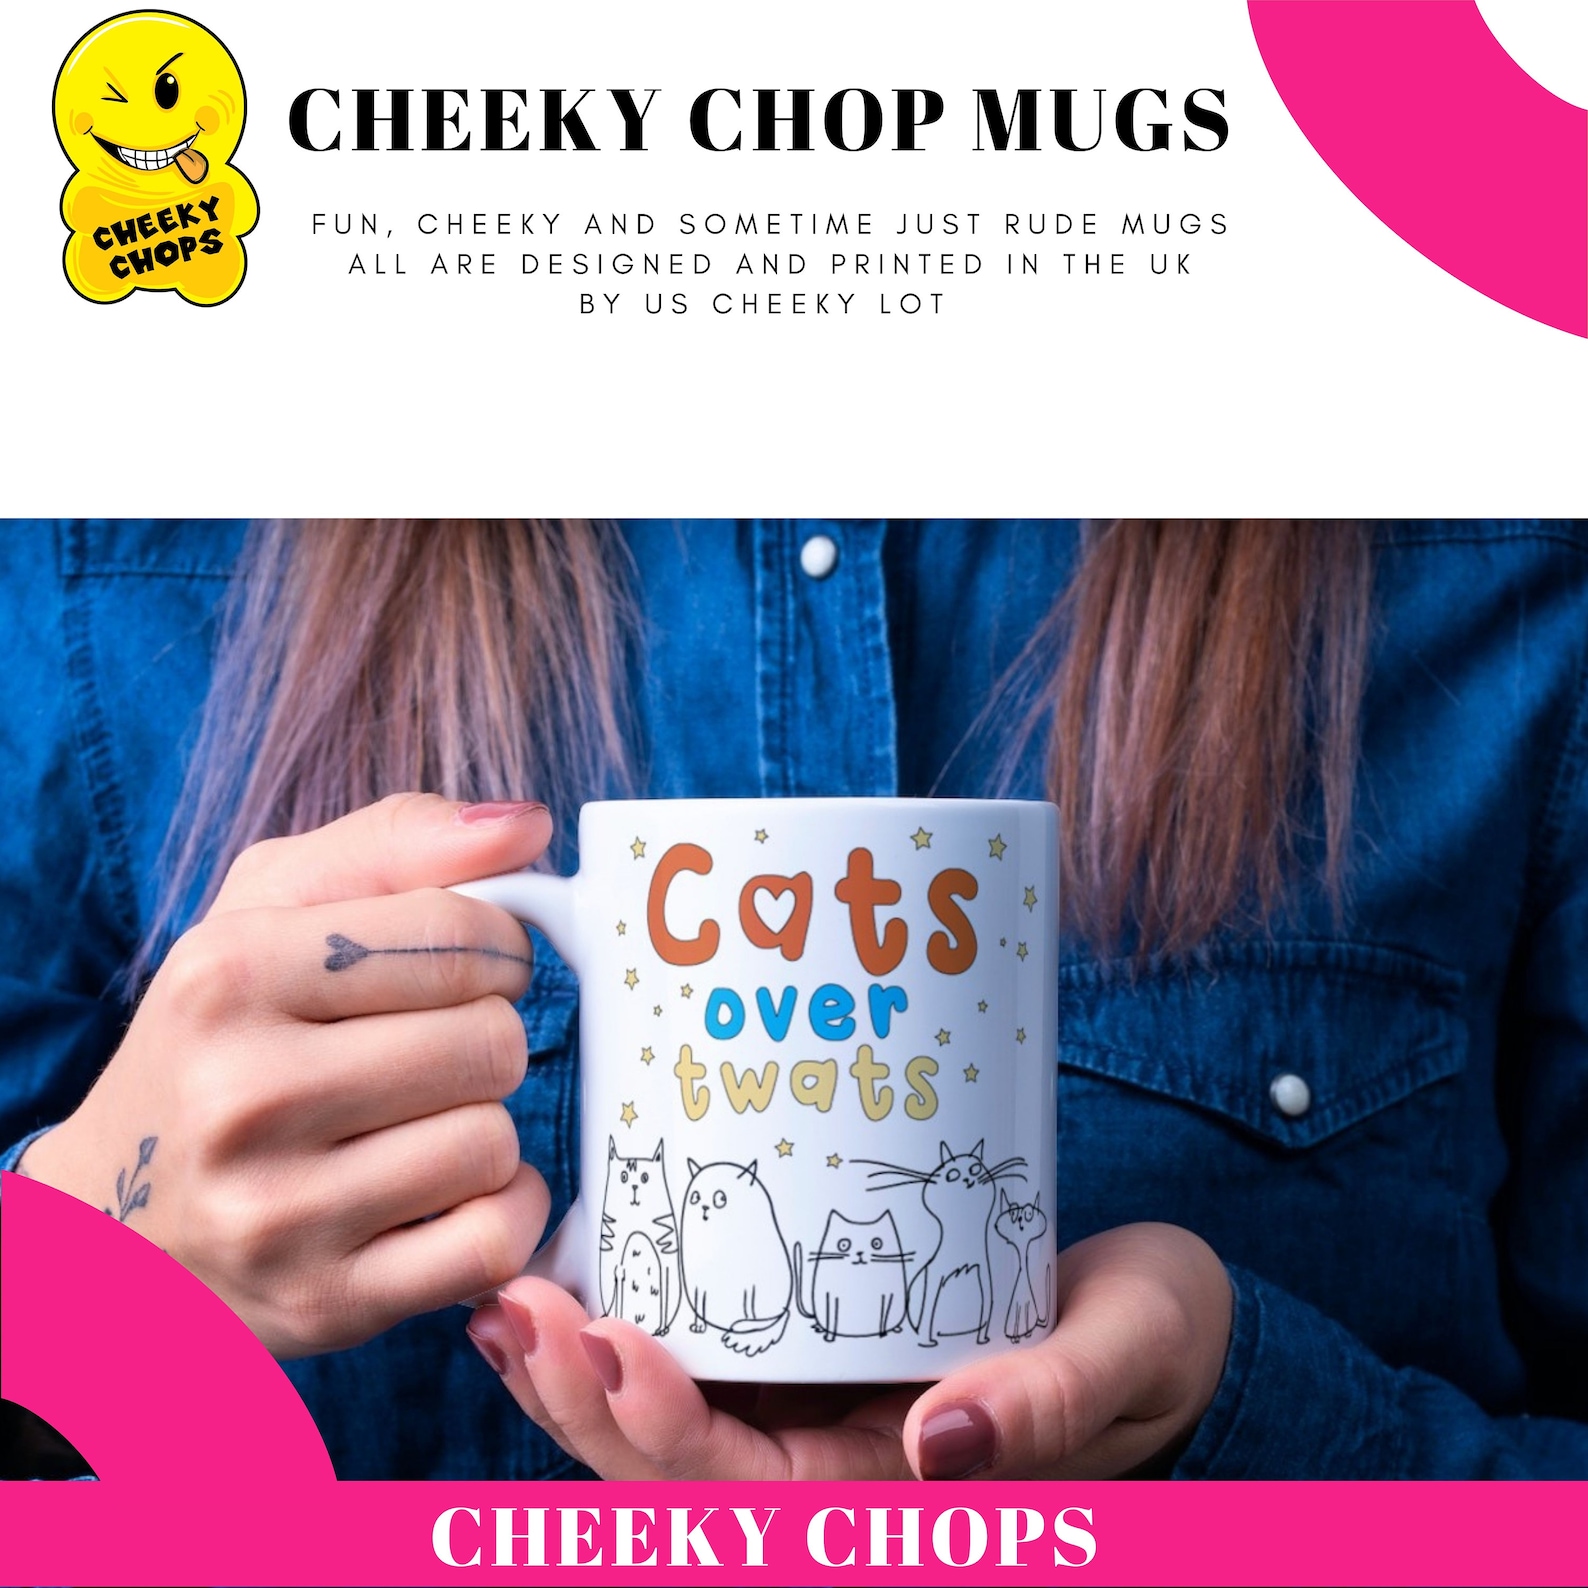 CHEEKY
CHOPS
CHEEKY CHOP MUGS
FUN, CHEEKY AND SOMETIME JUST RUDE MUGS
ALL ARE DESIGNED AND PRINTED IN THE UK
BY US CHEEKY LOT
Cats
over
twats
CHEEKY CHOPS